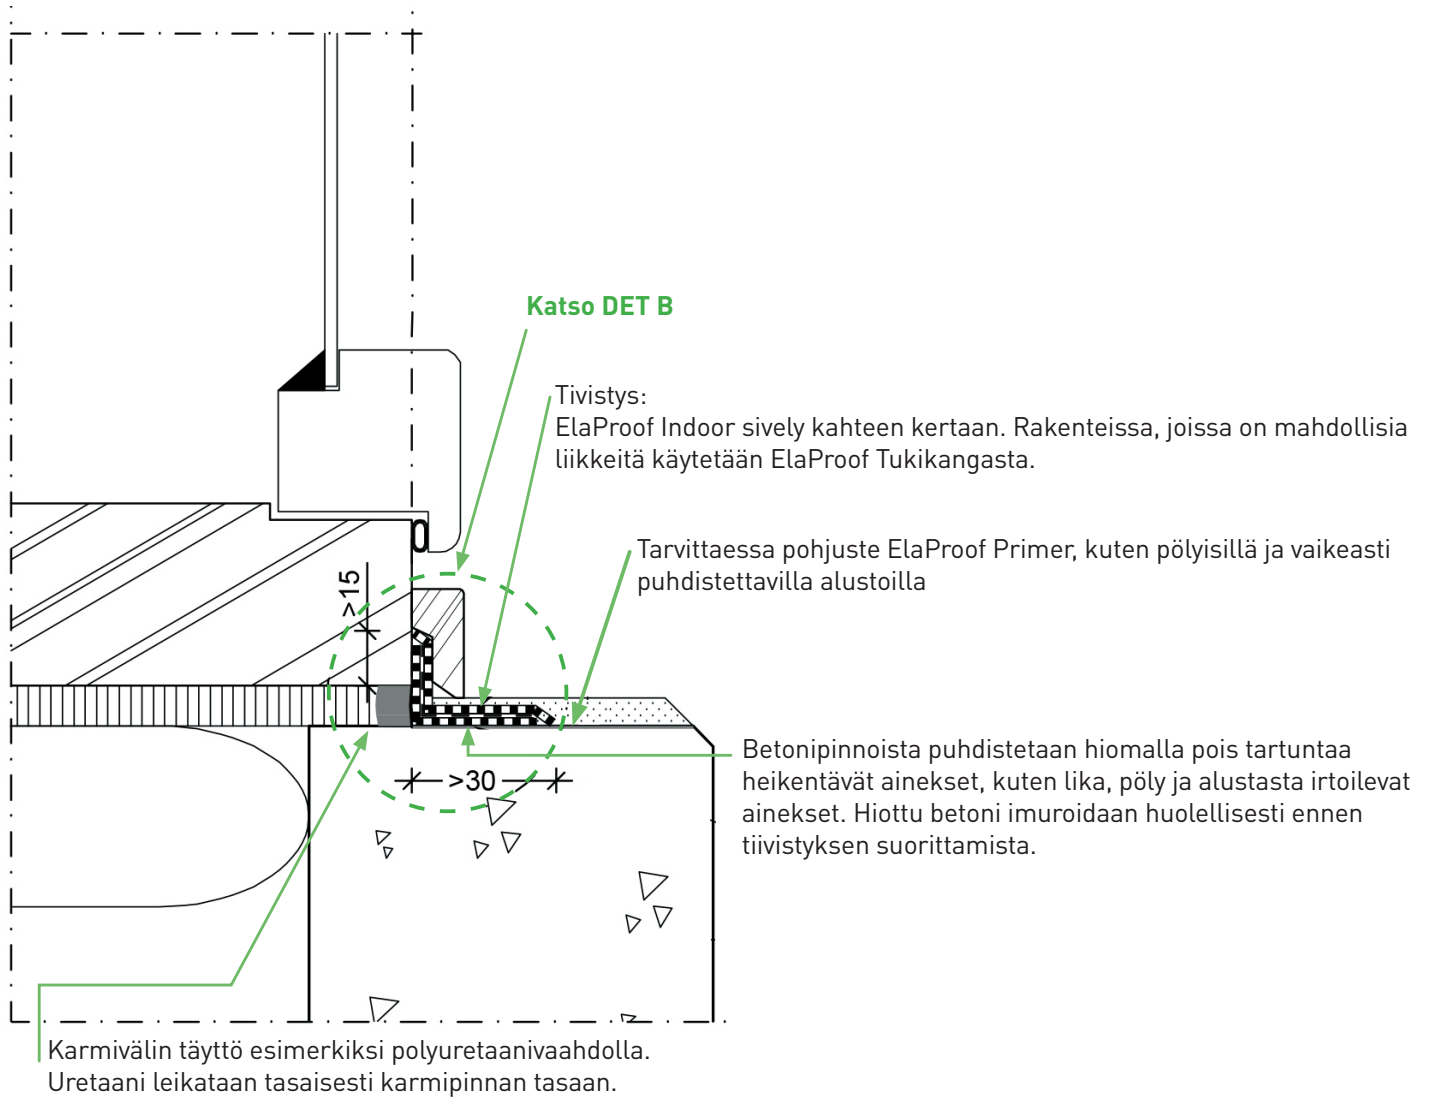 Katso DET B
Tivistys:
ElaProof Indoor sively kahteen kertaan. Rakenteissa, joissa on mahdollisia
liikkeitä käytetään ElaProof Tukikangasta.
Tarvittaessa pohjuste ElaProof Primer, kuten pölyisillä ja vaikeasti
puhdistettavilla alustoilla
>15
>30
Betonipinnoista puhdistetaan hiomalla pois tartuntaa
heikentävät ainekset, kuten lika, pöly ja alustasta irtoilevat
ainekset. Hiottu betoni imuroidaan huolellisesti ennen
tiivistyksen suorittamista.
Karmivälin täyttö esimerkiksi polyuretaanivaahdolla.
Uretaani leikataan tasaisesti karmipinnan tasaan.